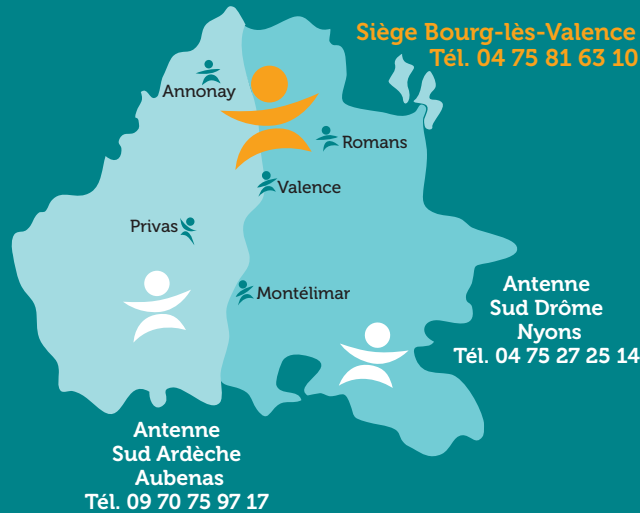 Siège Bourg-lès-Valence
Tél. 04 75 81 63 10
Annonay
Romans
Valence
Privas
Montélimar
Antenne
Sud Drôme
Nyons
Tél. 04 75 27 25 14
Antenne
Sud Ardèche
Aubenas
Tél. 09 70 75 97 17